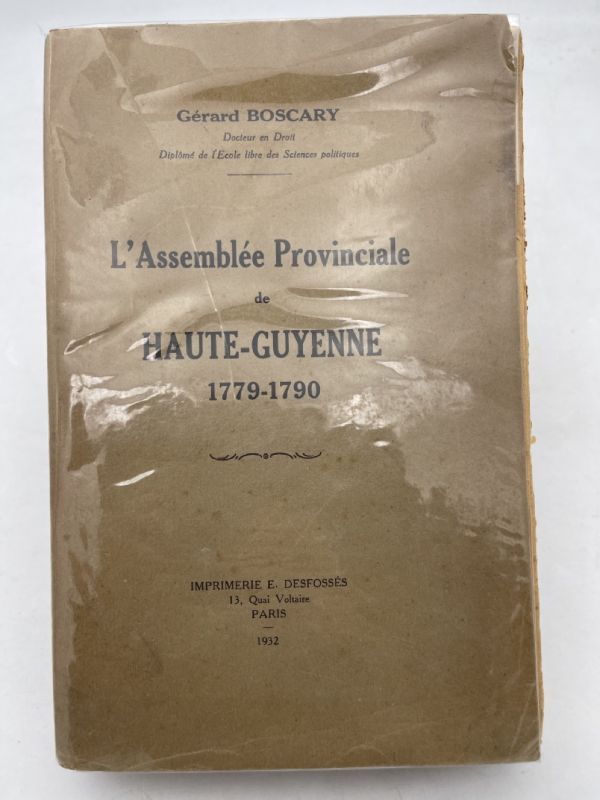 Gérard BOSCARY
Docteur en Droit
Diplômé de l'Ecole libre des Sciences politiques
L'Assemblée Provinciale
de
HAUTE-GUYENNE
1779-1790
IMPRIMERIE E. DESFOSSÉS
13, Quai Voltaire
PARIS
1932